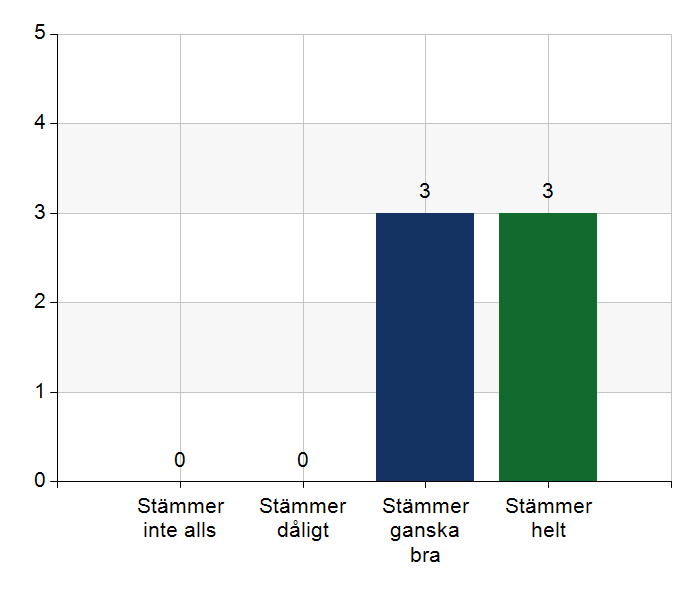 5
4
3
2
1
0
0
0
3
3
Stämmer
inte alls
Stämmer
dåligt
Stämmer
ganska
bra
Stämmer
helt